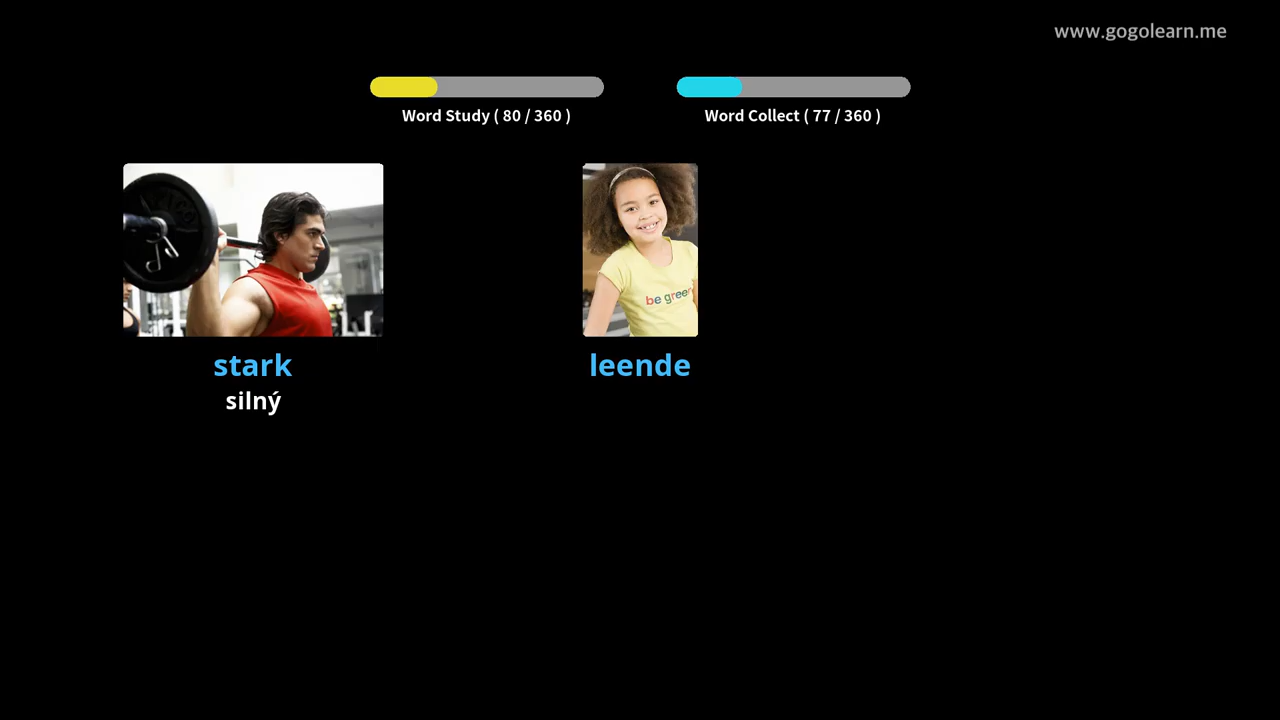 www.gogolearn.me
Word Study ( 80 / 360 )
Word Collect ( 77 / 360 )
be green
stark
silný
leende